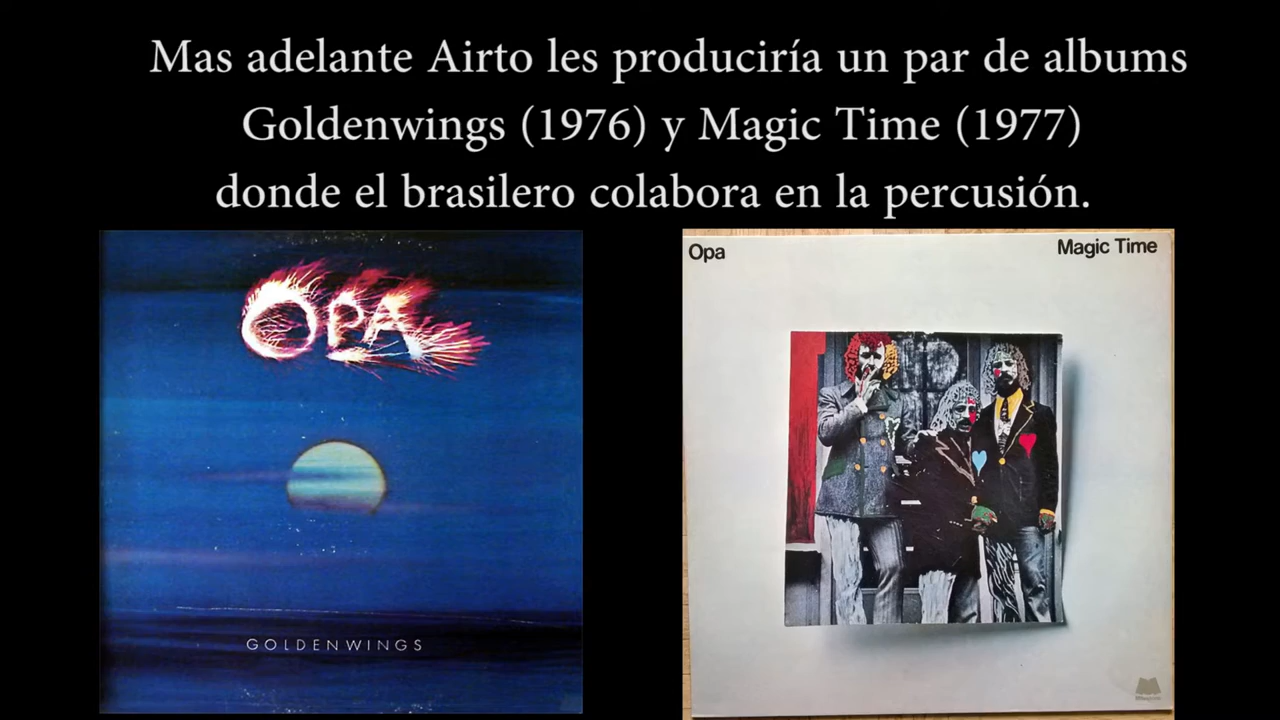 Mas adelante Airto les produciría un par de albums
Goldenwings (1976) y Magic Time (1977)
donde el brasilero colabora en la percusión.
OPA
GOLDENWINGS
Opa
Magic Time